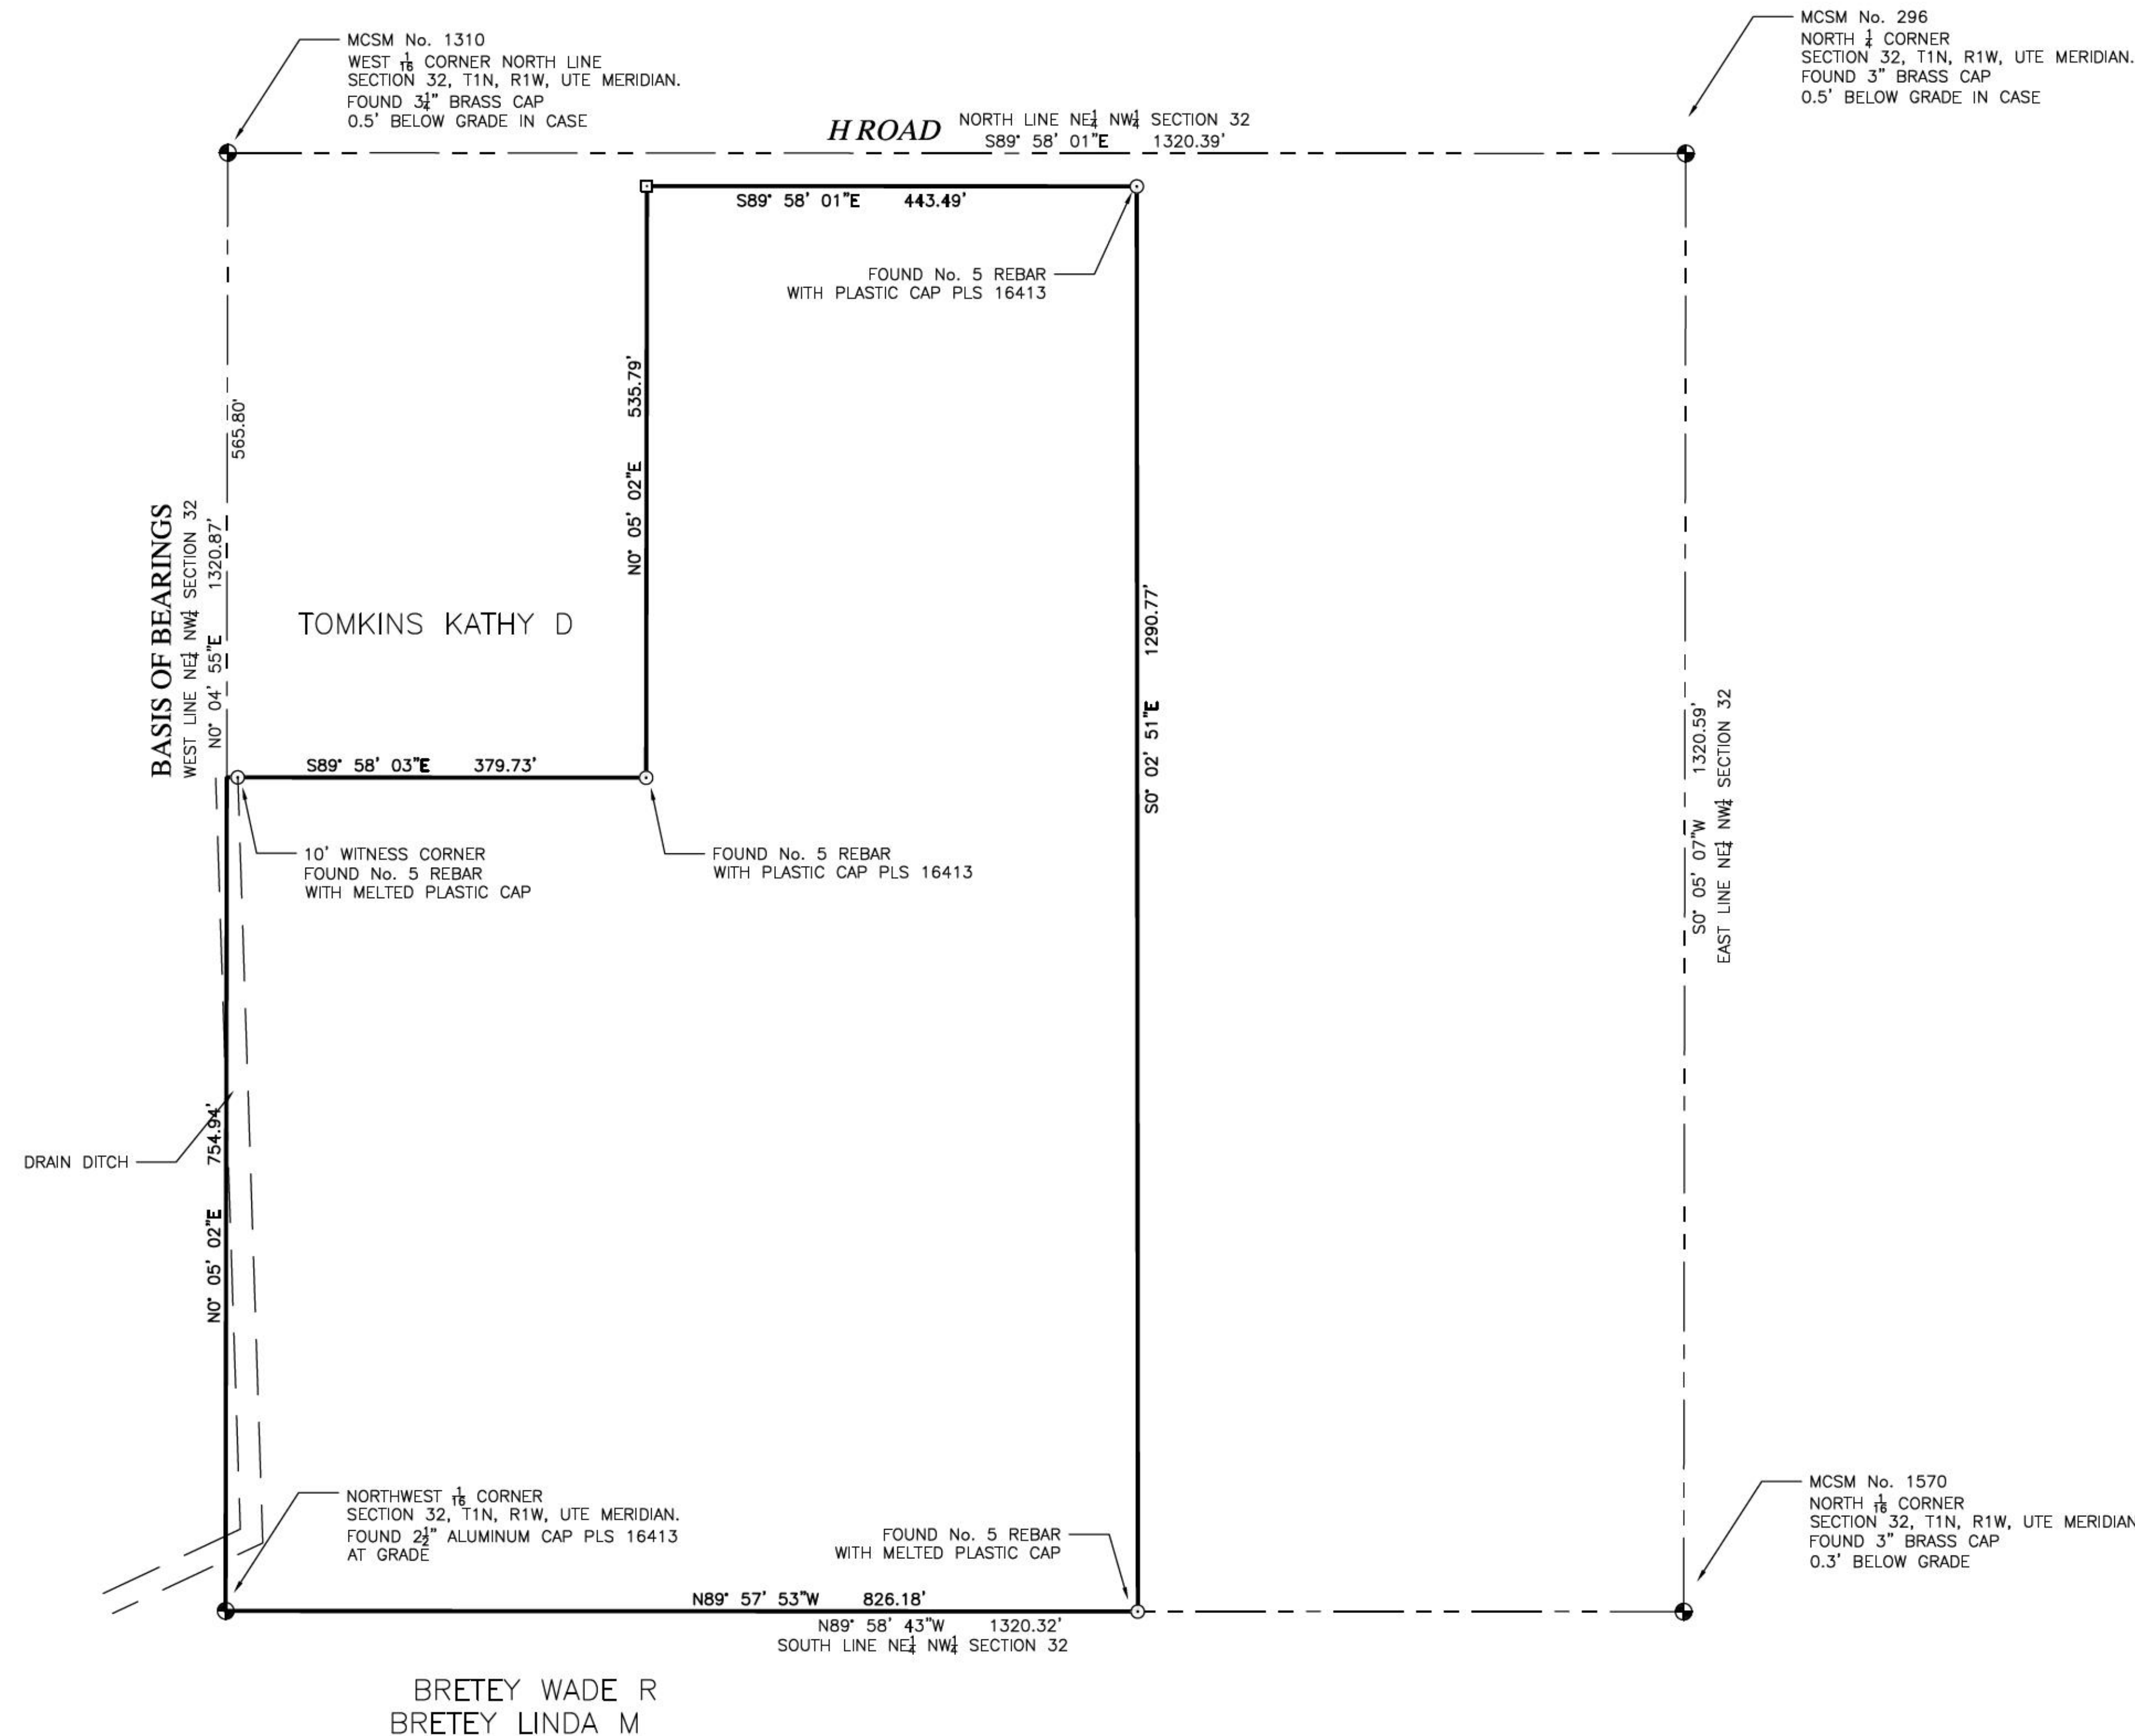 MCSM No. 1310
WEST 1/16 CORNER NORTH LINE
SECTION 32, T1N, R1W, UTE MERIDIAN.
FOUND 3 1/4" BRASS CAP
0.5' BELOW GRADE IN CASE
MCSM No. 296
NORTH 1/4 CORNER
SECTION 32, T1N, R1W, UTE MERIDIAN.
FOUND 3" BRASS CAP
0.5' BELOW GRADE IN CASE
H ROAD
NORTH LINE NE1/4 NW1/4 SECTION 32
S89° 58' 01"E 1320.39'
S89° 58' 01"E 443.49'
FOUND No. 5 REBAR
WITH PLASTIC CAP PLS 16413
565.80'
N0° 05' 02"E 535.79'
BASIS OF BEARINGS
WEST LINE NE1/4 NW1/4 SECTION 32
N0° 04' 55"E 1320.87'
TOMKINS KATHY D
S0° 02' 51"E 1290.77'
S0° 05' 07"W 1320.59'
EAST LINE NE1/4 NW1/4 SECTION 32
S89° 58' 03"E 379.73'
10' WITNESS CORNER
FOUND No. 5 REBAR
WITH MELTED PLASTIC CAP
FOUND No. 5 REBAR
WITH PLASTIC CAP PLS 16413
DRAIN DITCH
N0° 05' 02"E 754.94'
NORTHWEST 1/16 CORNER
SECTION 32, T1N, R1W, UTE MERIDIAN.
FOUND 2 1/2" ALUMINUM CAP PLS 16413
AT GRADE
FOUND No. 5 REBAR
WITH MELTED PLASTIC CAP
MCSM No. 1570
NORTH 1/16 CORNER
SECTION 32, T1N, R1W, UTE MERIDIAN
FOUND 3" BRASS CAP
0.3' BELOW GRADE
N89° 57' 53"W 826.18'
N89° 58' 43"W 1320.32'
SOUTH LINE NE1/4 NW1/4 SECTION 32
BRETEY WADE R
BRETEY LINDA M